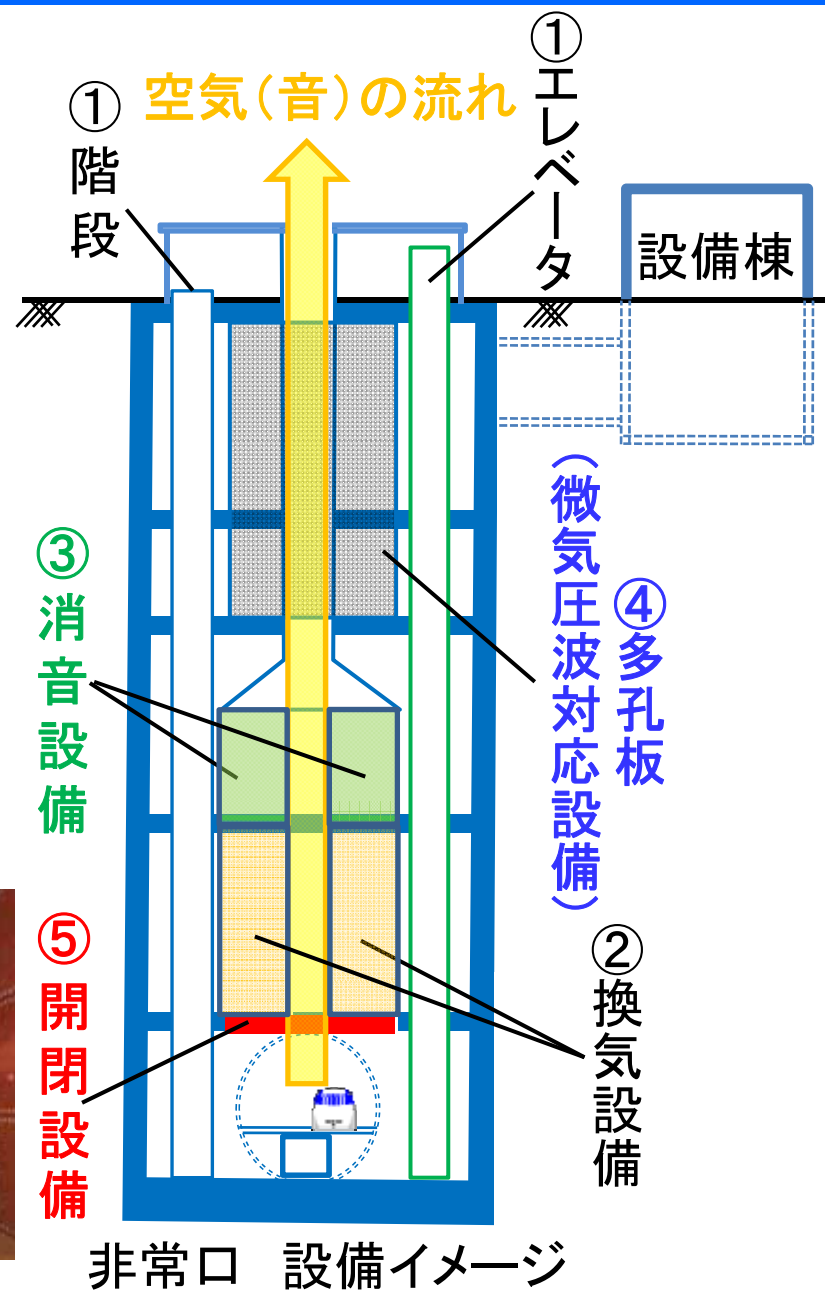 空気（音）の流れ
①階段
①エレベータ
設備棟
③消音設備
④多孔板
（微気圧波対応設備）
⑤開閉設備
②換気設備
非常口　設備イメージ